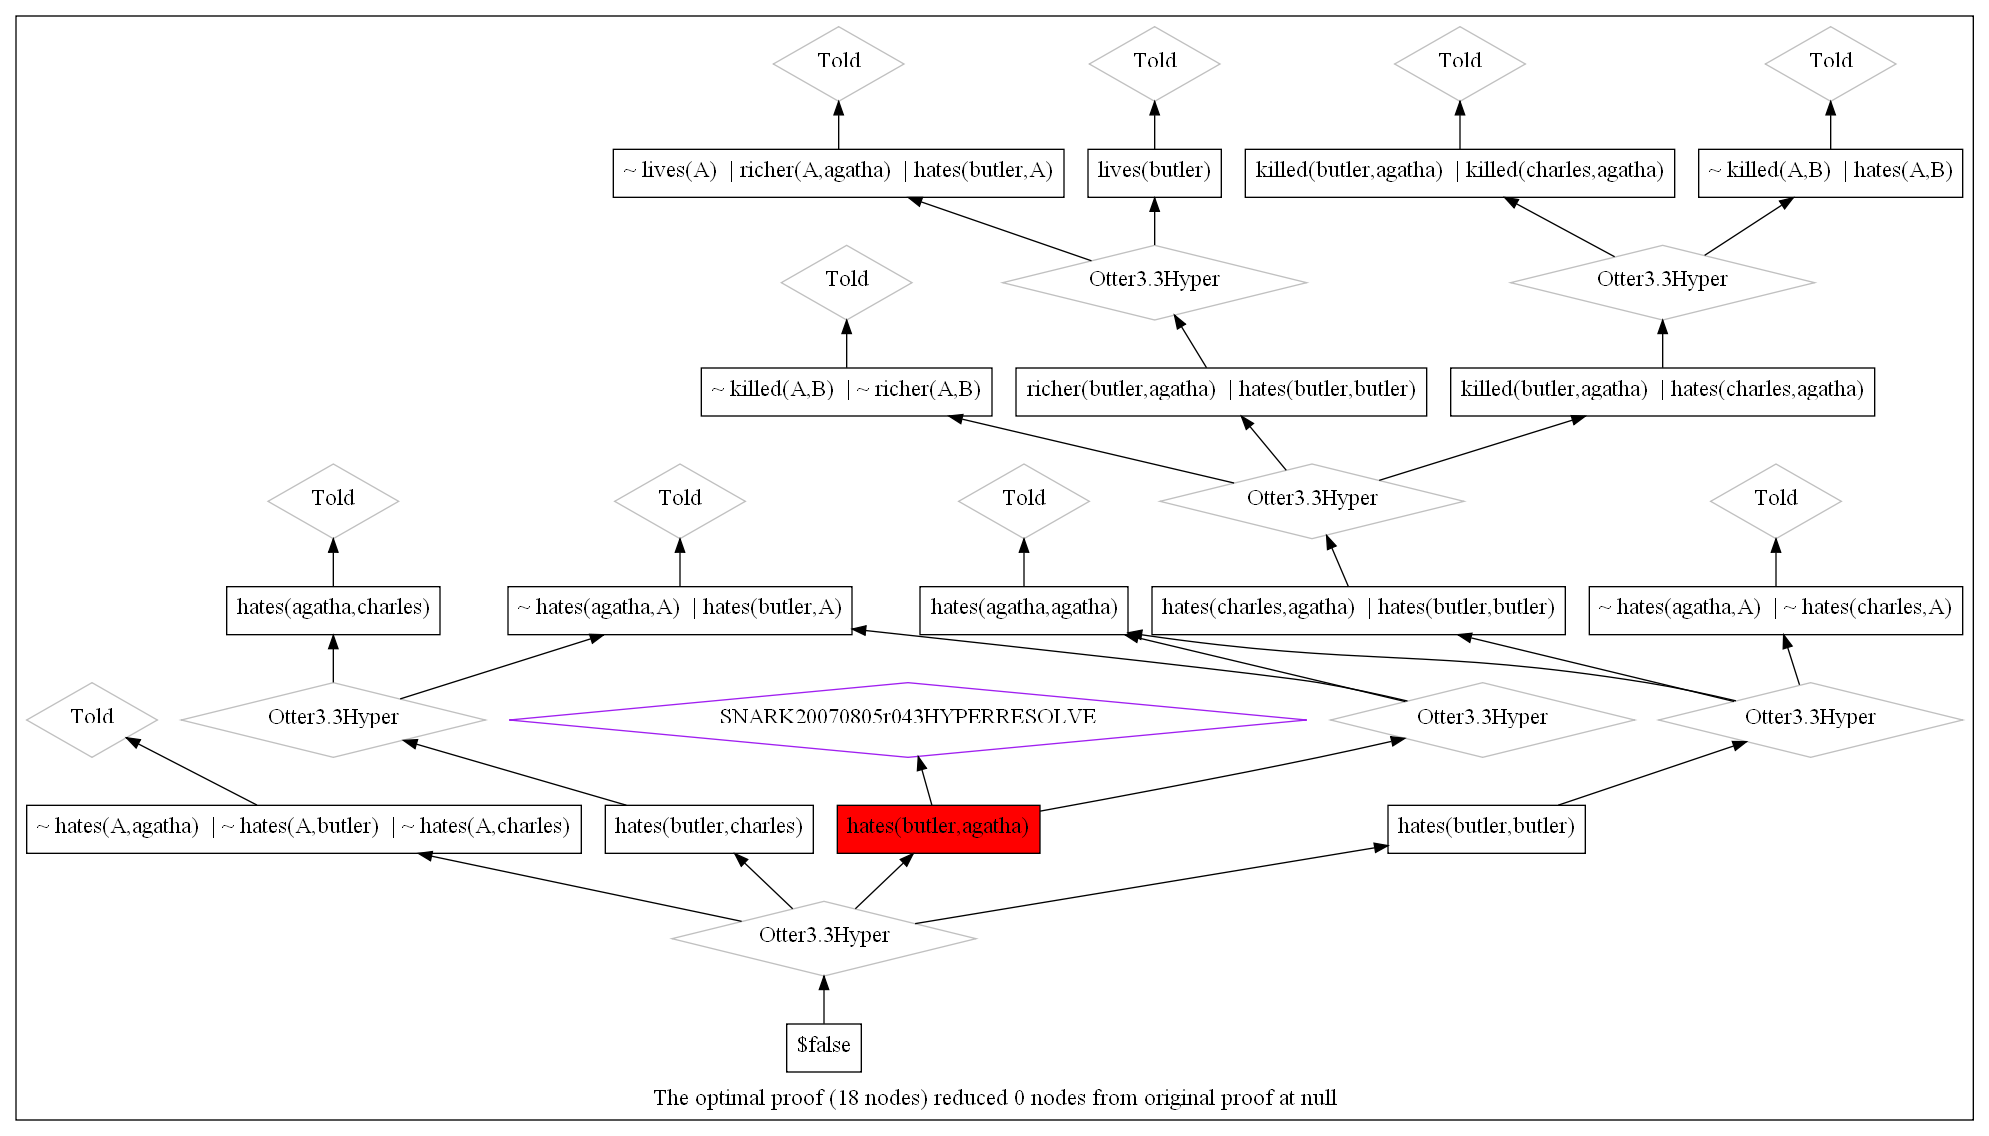 Told
Told
Told
Told
~ lives(A) | richer(A,agatha) | hates(butler,A)
lives(butler)
killed(butler,agatha) | killed(charles,agatha)
~ killed(A,B) | hates(A,B)
Told
Otter3.3Hyper
Otter3.3Hyper
~ killed(A,B) | ~ richer(A,B)
richer(butler,agatha) | hates(butler,butler)
killed(butler,agatha) | hates(charles,agatha)
Told
Told
Told
Otter3.3Hyper
Told
hates(agatha,charles)
~ hates(agatha,A) | hates(butler,A)
hates(agatha,agatha)
hates(charles,agatha) | hates(butler,butler)
~ hates(agatha,A) | ~ hates(charles,A)
Told
Otter3.3Hyper
SNARK20070805r043HYPERRESOLVE
Otter3.3Hyper
Otter3.3Hyper
~ hates(A,agatha) | ~ hates(A,butler) | ~ hates(A,charles)
hates(butler,charles)
hates(butler,agatha)
hates(butler,butler)
Otter3.3Hyper
$false
The optimal proof (18 nodes) reduced 0 nodes from original proof at null